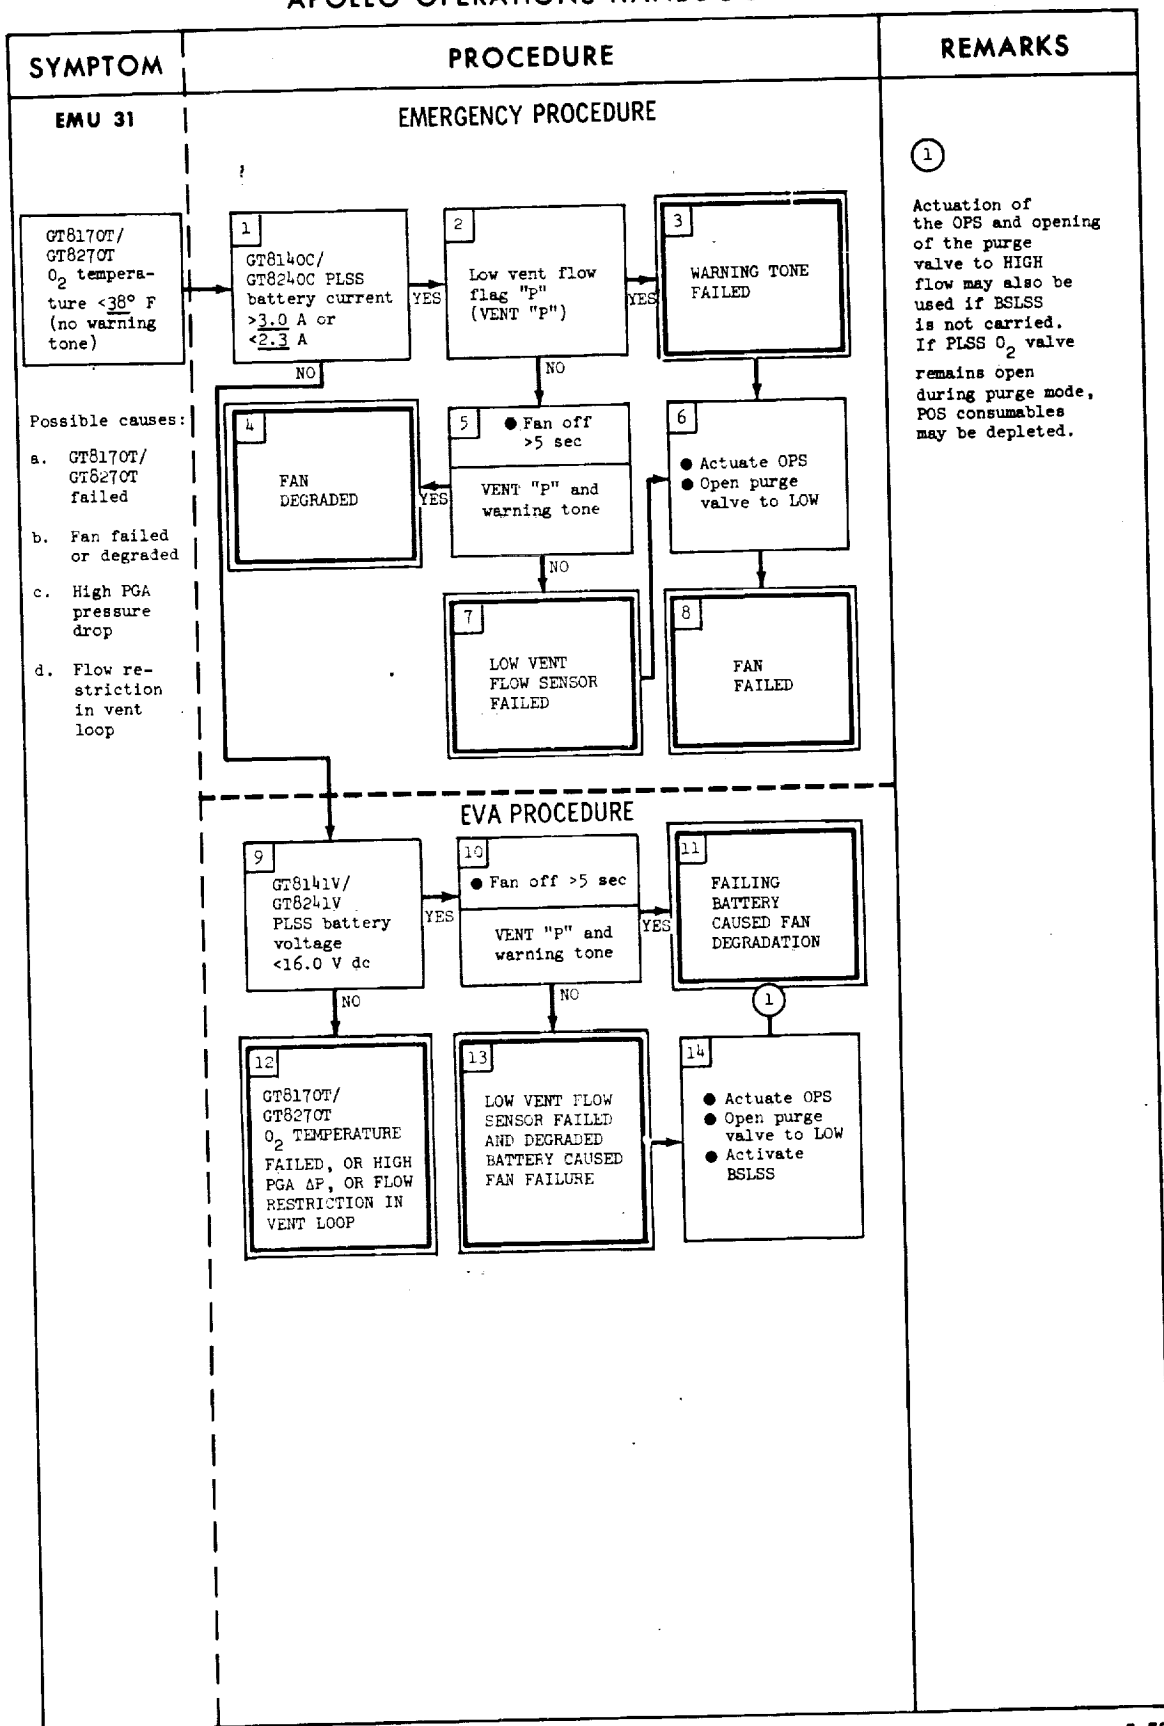 SYMPTOM
PROCEDURE
REMARKS
EMU 31
EMERGENCY PROCEDURE
GT8170T/
GT8270T
O2 tempera-
ture <38° F
(no warning
tone)
Possible causes:
a. GT8170T/
GT8270T
failed
b. Fan failed
or degraded
c. High PGA
pressure
drop
d. Flow re-
striction
in vent
loop
1
GT8140C/
GT8240C PLSS
battery current
>3.0 A or
<2.3 A
YES
NO
2
Low vent flow
flag "P"
(VENT "P")
YES
NO
3
WARNING TONE
FAILED
4
FAN
DEGRADED
5
● Fan off
>5 sec
VENT "P" and
warning tone
YES
NO
6
● Actuate OPS
● Open purge
valve to LOW
7
LOW VENT
FLOW SENSOR
FAILED
8
FAN
FAILED
EVA PROCEDURE
9
GT8141V/
GT8241V
PLSS battery
voltage
<16.0 V dc
YES
NO
10
● Fan off >5 sec
VENT "P" and
warning tone
YES
NO
11
FAILING
BATTERY
CAUSED FAN
DEGRADATION
1
12
GT8170T/
GT8270T
O2 TEMPERATURE
FAILED, OR HIGH
PGA ΔP, OR FLOW
RESTRICTION IN
VENT LOOP
13
LOW VENT FLOW
SENSOR FAILED
AND DEGRADED
BATTERY CAUSED
FAN FAILURE
14
● Actuate OPS
● Open purge
valve to LOW
● Activate
BSLSS
1
Actuation of
the OPS and opening
of the purge
valve to HIGH
flow may also be
used if BSLSS
is not carried.
If PLSS O2 valve
remains open
during purge mode,
POS consumables
may be depleted.